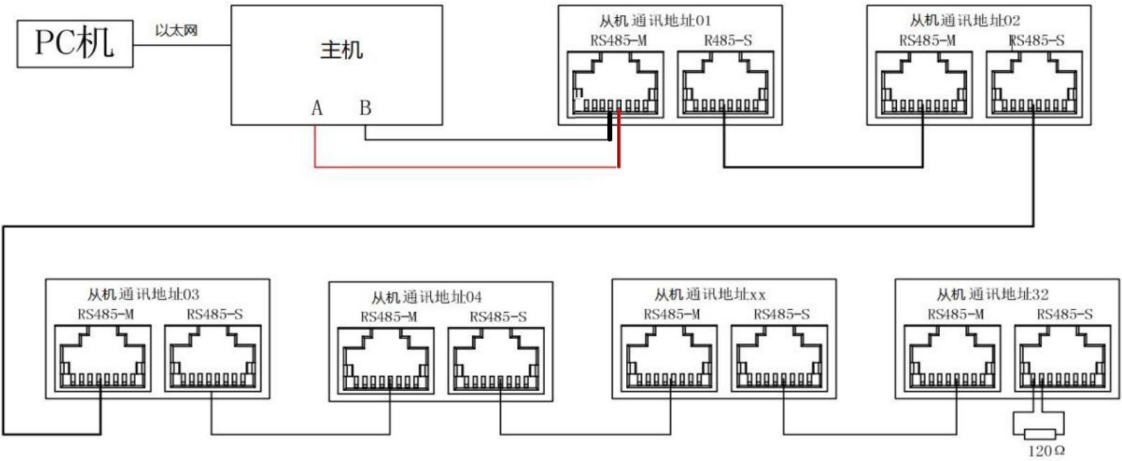 PC机
以太网
主机
A B
从机 通讯地址01
RS485-M R485-S
从机 通讯地址02
RS485-M RS485-S
从机 通讯地址03
RS485-M RS485-S
从机 通讯地址04
RS485-M RS485-S
从机 通讯地址xx
RS485-M RS485-S
从机 通讯地址32
RS485-M RS485-S
120Ω